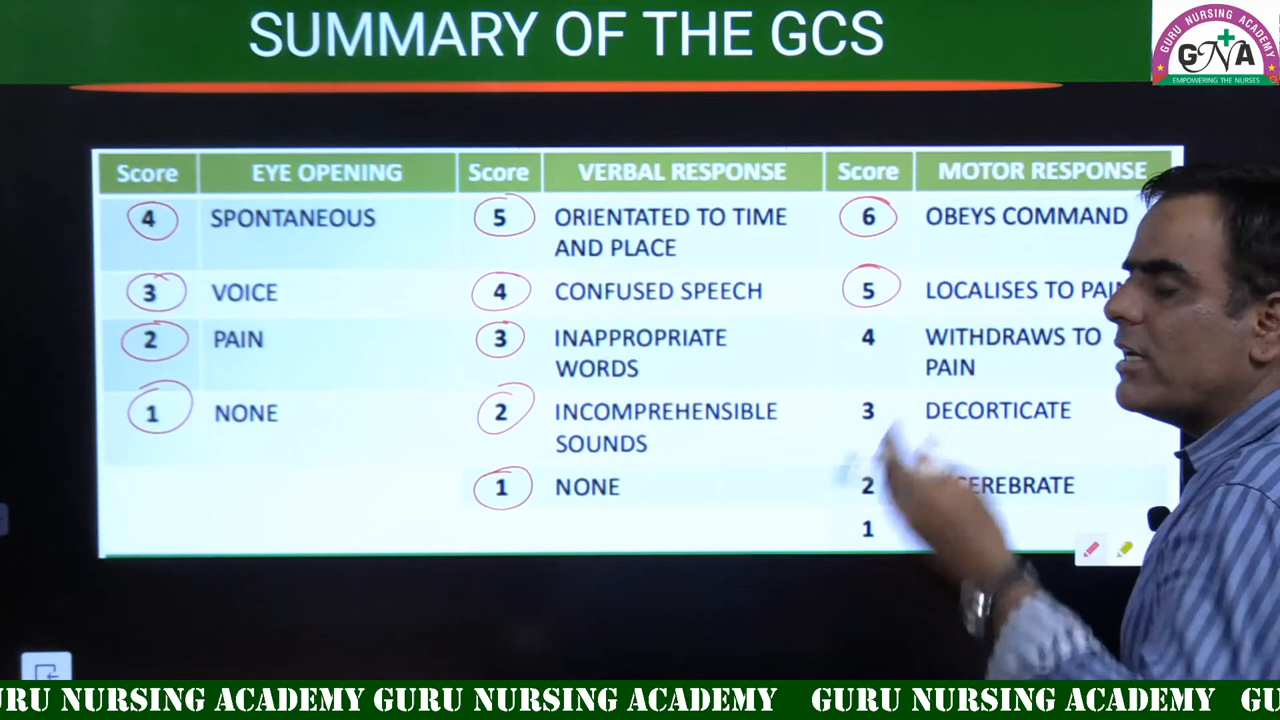 SUMMARY OF THE GCS
GURU NURSING ACADEMY
GNA
EMPOWERING THE NURSES
Score EYE OPENING Score VERBAL RESPONSE Score MOTOR RESPONSE
4 SPONTANEOUS 5 ORIENTATED TO TIME 6 OBEYS COMMAND
AND PLACE
3 VOICE 4 CONFUSED SPEECH 5 LOCALISES TO PAIN
2 PAIN 3 INAPPROPRIATE 4 WITHDRAWS TO
WORDS PAIN
1 NONE 2 INCOMPREHENSIBLE 3 DECORTICATE
SOUNDS
1 NONE 2
1
URU NURSING ACADEMY GURU NURSING ACADEMY GURU NURSING ACADEMY GU